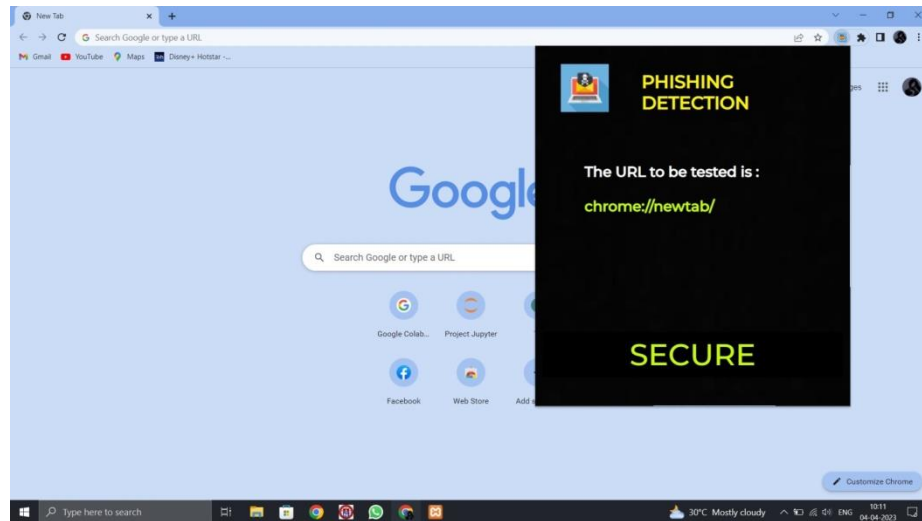 New Tab
Search Google or type a URL
Gmail YouTube Maps Disney+ Hotstar -...
PHISHING
DETECTION
The URL to be tested is :
chrome://newtab/
SECURE
Google
Search Google or type a URL
Google Colab... Project Jupyter
Facebook Web Store Add
Customize Chrome
Type here to search
30°C Mostly cloudy ENG 10:11
04-04-2023